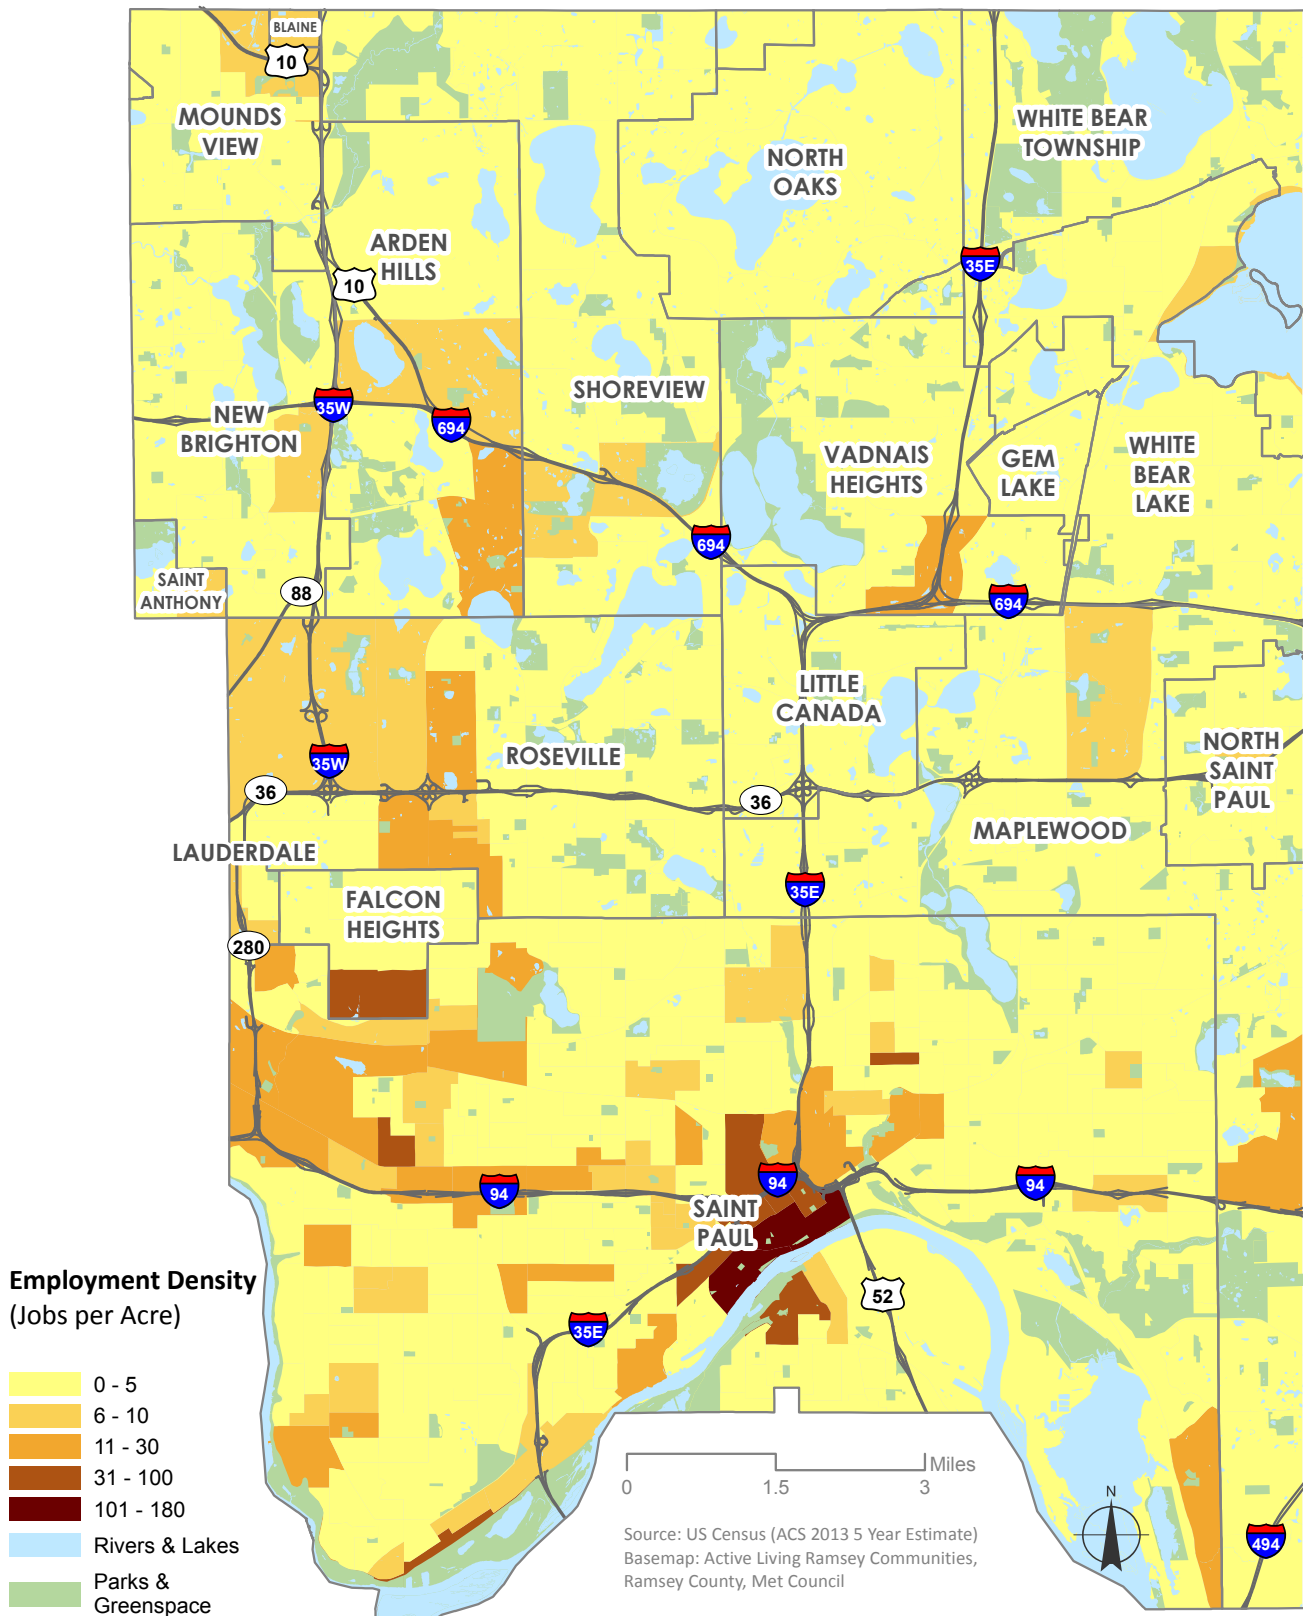 BLAINE
10
MOUNDS
VIEW
WHITE BEAR
TOWNSHIP
NORTH
OAKS
ARDEN
HILLS
35E
10
SHOREVIEW
35W
NEW
BRIGHTON
694
VADNAIS
HEIGHTS
GEM
LAKE
WHITE
BEAR
LAKE
694
SAINT
ANTHONY
88
694
LITTLE
CANADA
35W
ROSEVILLE
NORTH
SAINT
PAUL
36
36
MAPLEWOOD
LAUDERDALE
35E
FALCON
HEIGHTS
280
94
94
94
SAINT
PAUL
52
35E
Employment Density
(Jobs per Acre)
0 - 5
6 - 10
11 - 30
31 - 100
101 - 180
Rivers & Lakes
Parks &
Greenspace
Miles
0 1.5 3
N
494
Source: US Census (ACS 2013 5 Year Estimate)
Basemap: Active Living Ramsey Communities,
Ramsey County, Met Council